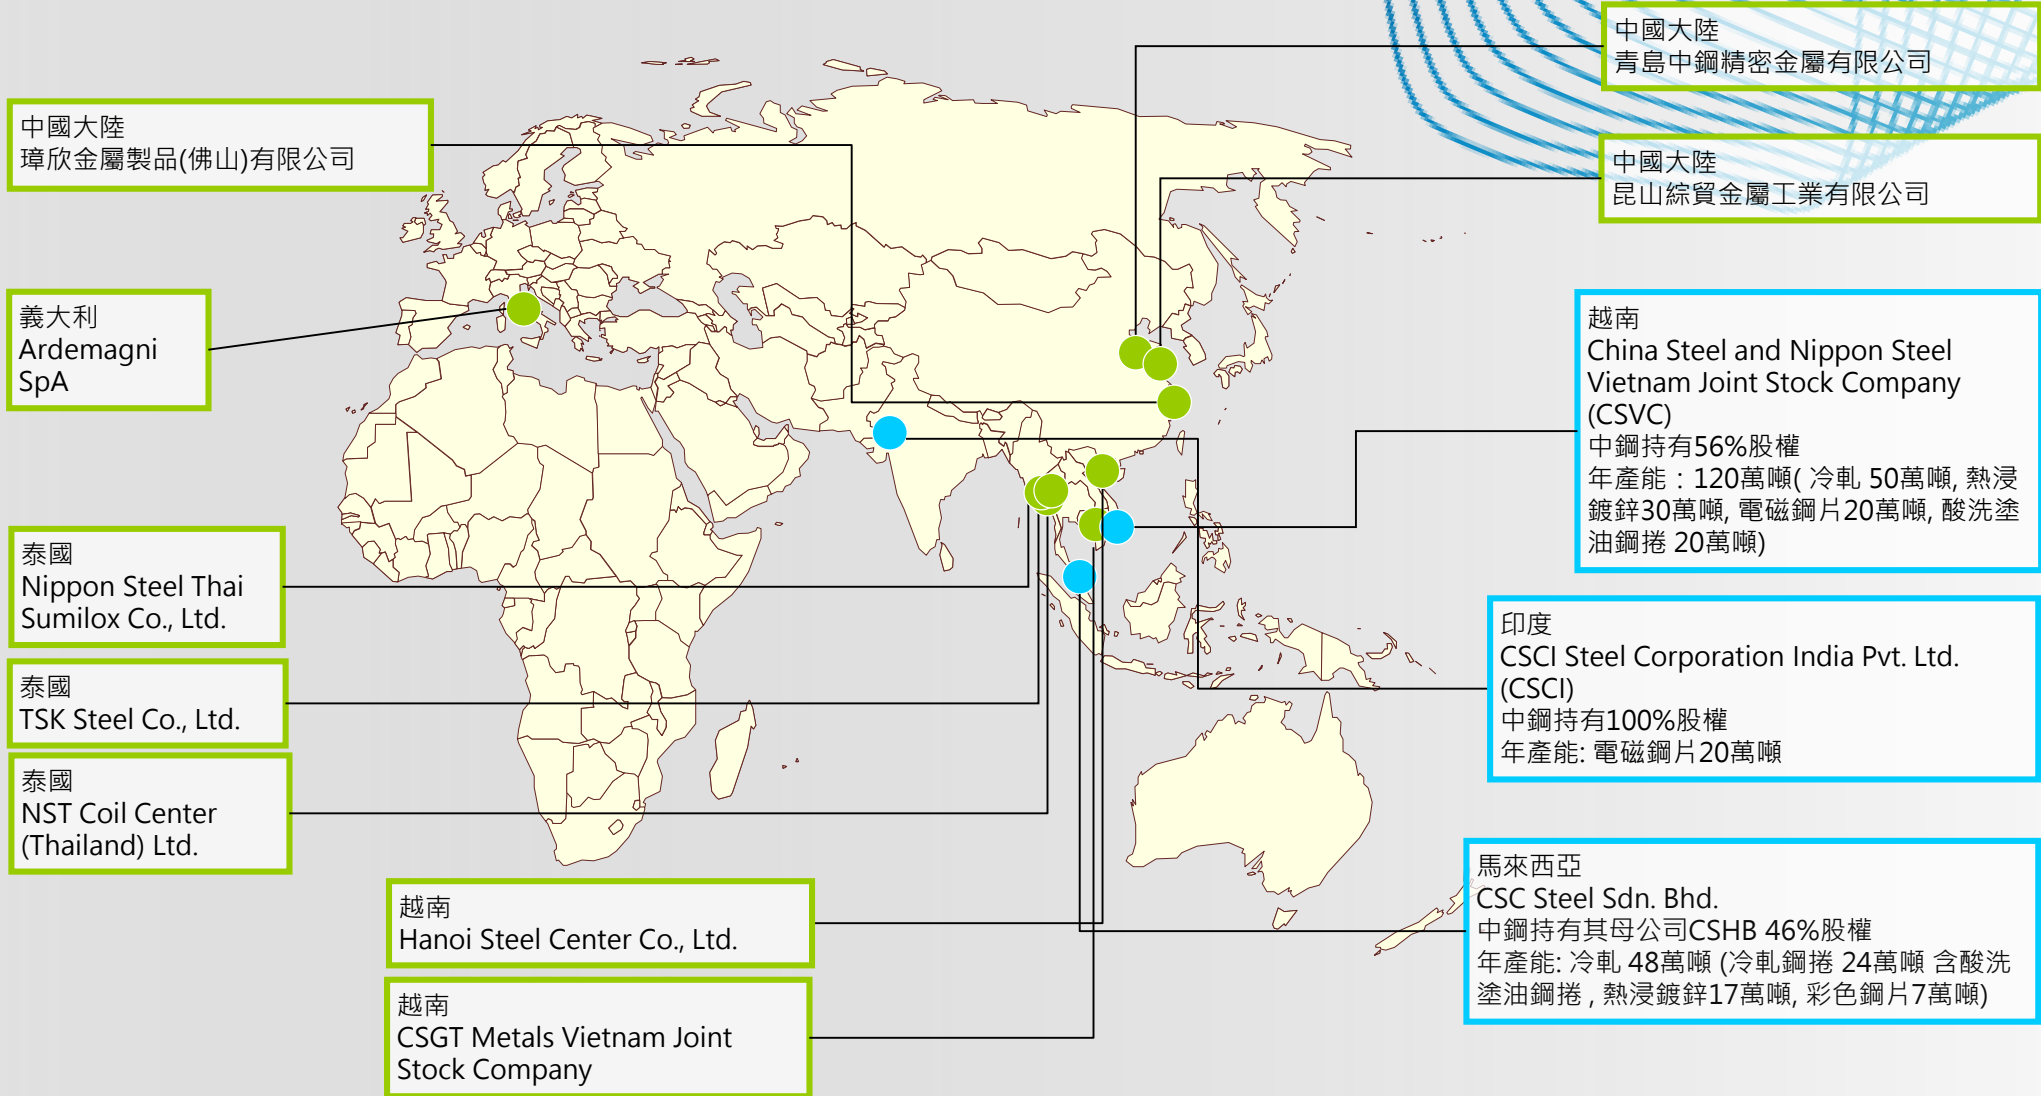 中國大陸
青島中鋼精密金屬有限公司
中國大陸
璋欣金屬製品(佛山)有限公司
中國大陸
昆山綜貿金屬工業有限公司
義大利
Ardemagni
SpA
越南
China Steel and Nippon Steel
Vietnam Joint Stock Company
(CSVC)
中鋼持有56%股權
年產能：120萬噸( 冷軋 50萬噸, 熱浸
鍍鋅30萬噸, 電磁鋼片20萬噸, 酸洗塗
油鋼捲 20萬噸)
泰國
Nippon Steel Thai
Sumilox Co., Ltd.
印度
CSCI Steel Corporation India Pvt. Ltd.
(CSCI)
中鋼持有100%股權
年產能: 電磁鋼片20萬噸
泰國
TSK Steel Co., Ltd.
泰國
NST Coil Center
(Thailand) Ltd.
馬來西亞
CSC Steel Sdn. Bhd.
中鋼持有其母公司CSHB 46%股權
年產能: 冷軋 48萬噸 (冷軋鋼捲 24萬噸 含酸洗
塗油鋼捲 , 熱浸鍍鋅17萬噸, 彩色鋼片7萬噸)
越南
Hanoi Steel Center Co., Ltd.
越南
CSGT Metals Vietnam Joint
Stock Company